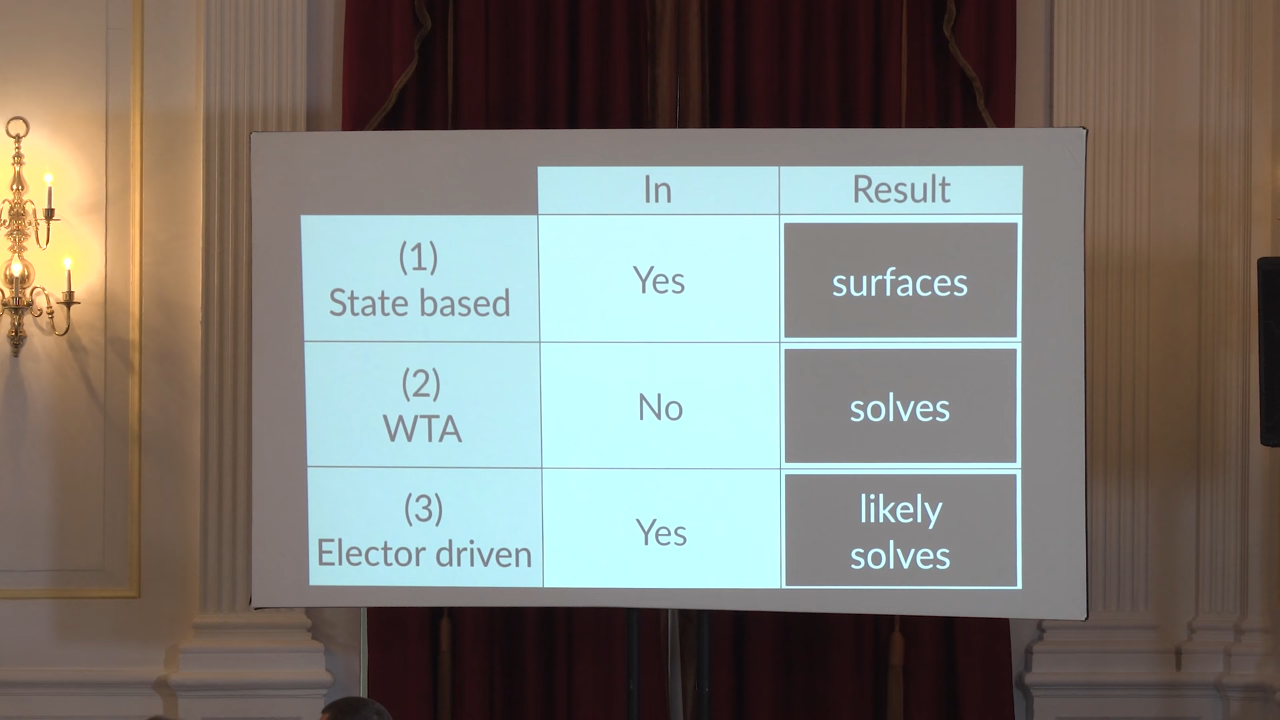 In
Result
(1)
State based
Yes
surfaces
(2)
WTA
No
solves
(3)
Elector driven
Yes
likely
solves